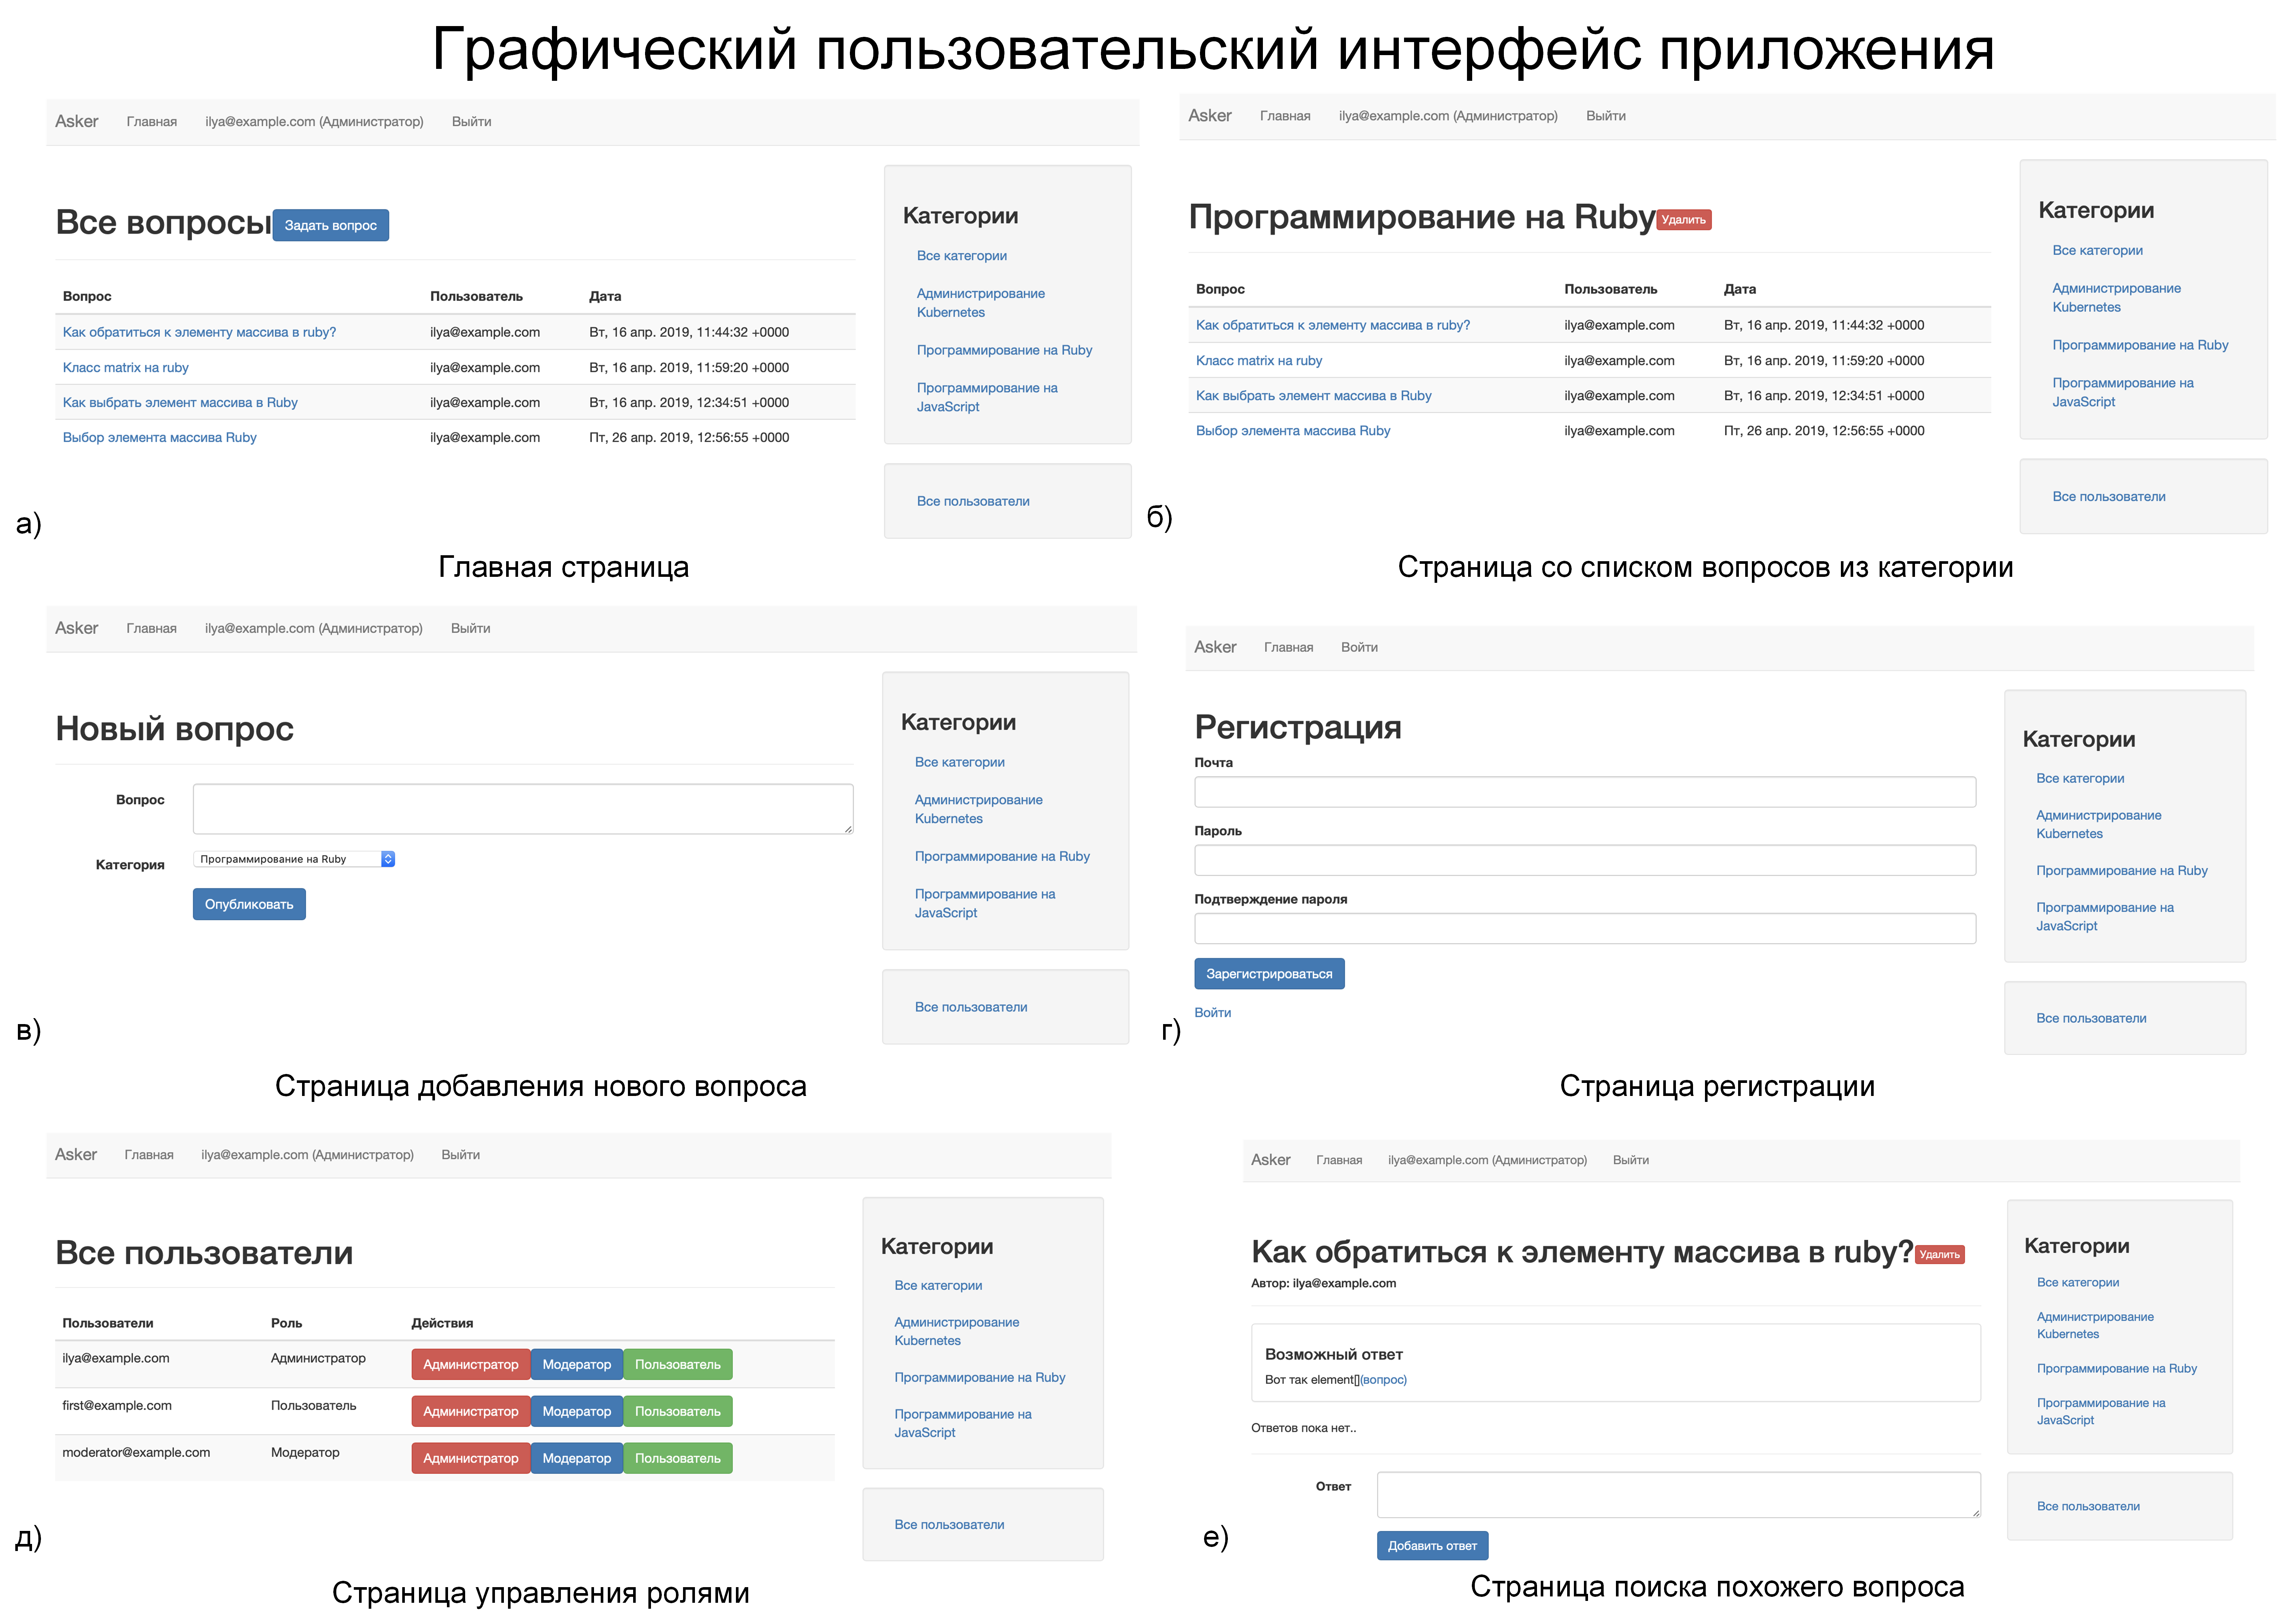 Графический пользовательский интерфейс приложения
Asker Главная ilya@example.com (Администратор) Выйти
Все вопросы Задать вопрос
Вопрос Пользователь Дата
Как обратиться к элементу массива в ruby? ilya@example.com Вт, 16 апр. 2019, 11:44:32 +0000
Класс matrix на ruby ilya@example.com Вт, 16 апр. 2019, 11:59:20 +0000
Как выбрать элемент массива в Ruby ilya@example.com Вт, 16 апр. 2019, 12:34:51 +0000
Выбор элемента массива Ruby ilya@example.com Пт, 26 апр. 2019, 12:56:55 +0000
Категории
Все категории
Администрирование
Kubernetes
Программирование на Ruby
Программирование на
JavaScript
Все пользователи
а)
Главная страница
Asker Главная ilya@example.com (Администратор) Выйти
Программирование на Ruby Удалить
Вопрос Пользователь Дата
Как обратиться к элементу массива в ruby? ilya@example.com Вт, 16 апр. 2019, 11:44:32 +0000
Класс matrix на ruby ilya@example.com Вт, 16 апр. 2019, 11:59:20 +0000
Как выбрать элемент массива в Ruby ilya@example.com Вт, 16 апр. 2019, 12:34:51 +0000
Выбор элемента массива Ruby ilya@example.com Пт, 26 апр. 2019, 12:56:55 +0000
Категории
Все категории
Администрирование
Kubernetes
Программирование на Ruby
Программирование на
JavaScript
Все пользователи
б)
Страница со списком вопросов из категории
Asker Главная ilya@example.com (Администратор) Выйти
Новый вопрос
Вопрос
Категория Программирование на Ruby
Опубликовать
Категории
Все категории
Администрирование
Kubernetes
Программирование на Ruby
Программирование на
JavaScript
Все пользователи
в)
Страница добавления нового вопроса
Asker Главная Войти
Регистрация
Почта
Пароль
Подтверждение пароля
Зарегистрироваться
Войти
Категории
Все категории
Администрирование
Kubernetes
Программирование на Ruby
Программирование на
JavaScript
Все пользователи
г)
Страница регистрации
Asker Главная ilya@example.com (Администратор) Выйти
Все пользователи
Пользователи Роль Действия
ilya@example.com Администратор Администратор Модератор Пользователь
first@example.com Пользователь Администратор Модератор Пользователь
moderator@example.com Модератор Администратор Модератор Пользователь
Категории
Все категории
Администрирование
Kubernetes
Программирование на Ruby
Программирование на
JavaScript
Все пользователи
д)
Страница управления ролями
Asker Главная ilya@example.com (Администратор) Выйти
Как обратиться к элементу массива в ruby? Удалить
Автор: ilya@example.com
Возможный ответ
Вот так element[](вопрос)
Ответов пока нет..
Ответ
Добавить ответ
Категории
Все категории
Администрирование
Kubernetes
Программирование на Ruby
Программирование на
JavaScript
Все пользователи
е)
Страница поиска похожего вопроса